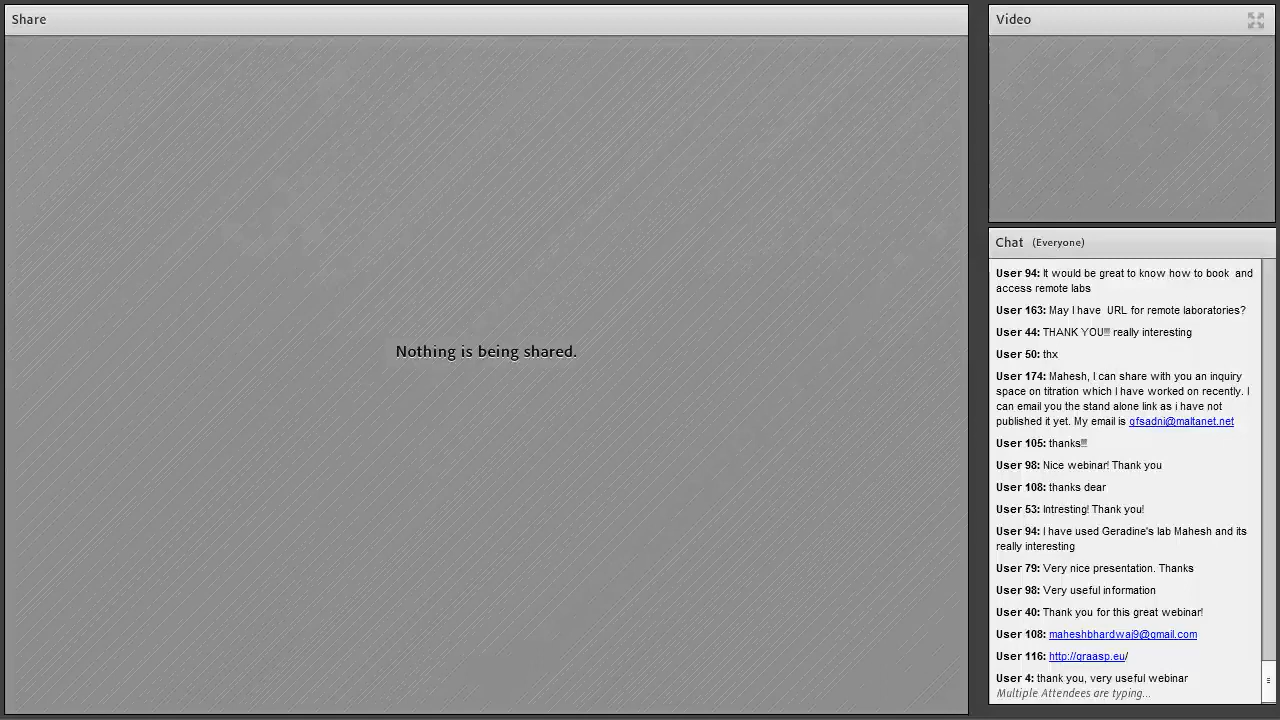 Share
Nothing is being shared.
Video
Chat (Everyone)
User 94: It would be great to know how to book and
access remote labs
User 163: May I have URL for remote laboratories?
User 44: THANK YOU!!! really interesting
User 50: thx
User 174: Mahesh, I can share with you an inquiry
space on titration which I have worked on recently. I
can email you the stand alone link as i have not
published it yet. My email is gfsadni@maltanet.net
User 105: thanks!!!
User 98: Nice webinar! Thank you
User 108: thanks dear
User 53: Intresting! Thank you!
User 94: I have used Geradine's lab Mahesh and its
really interesting
User 79: Very nice presentation. Thanks
User 98: Very useful information
User 40: Thank you for this great webinar!
User 108: maheshbhardwaj9@gmail.com
User 116: http://graasp.eu/
User 4: thank you, very useful webinar
Multiple Attendees are typing...